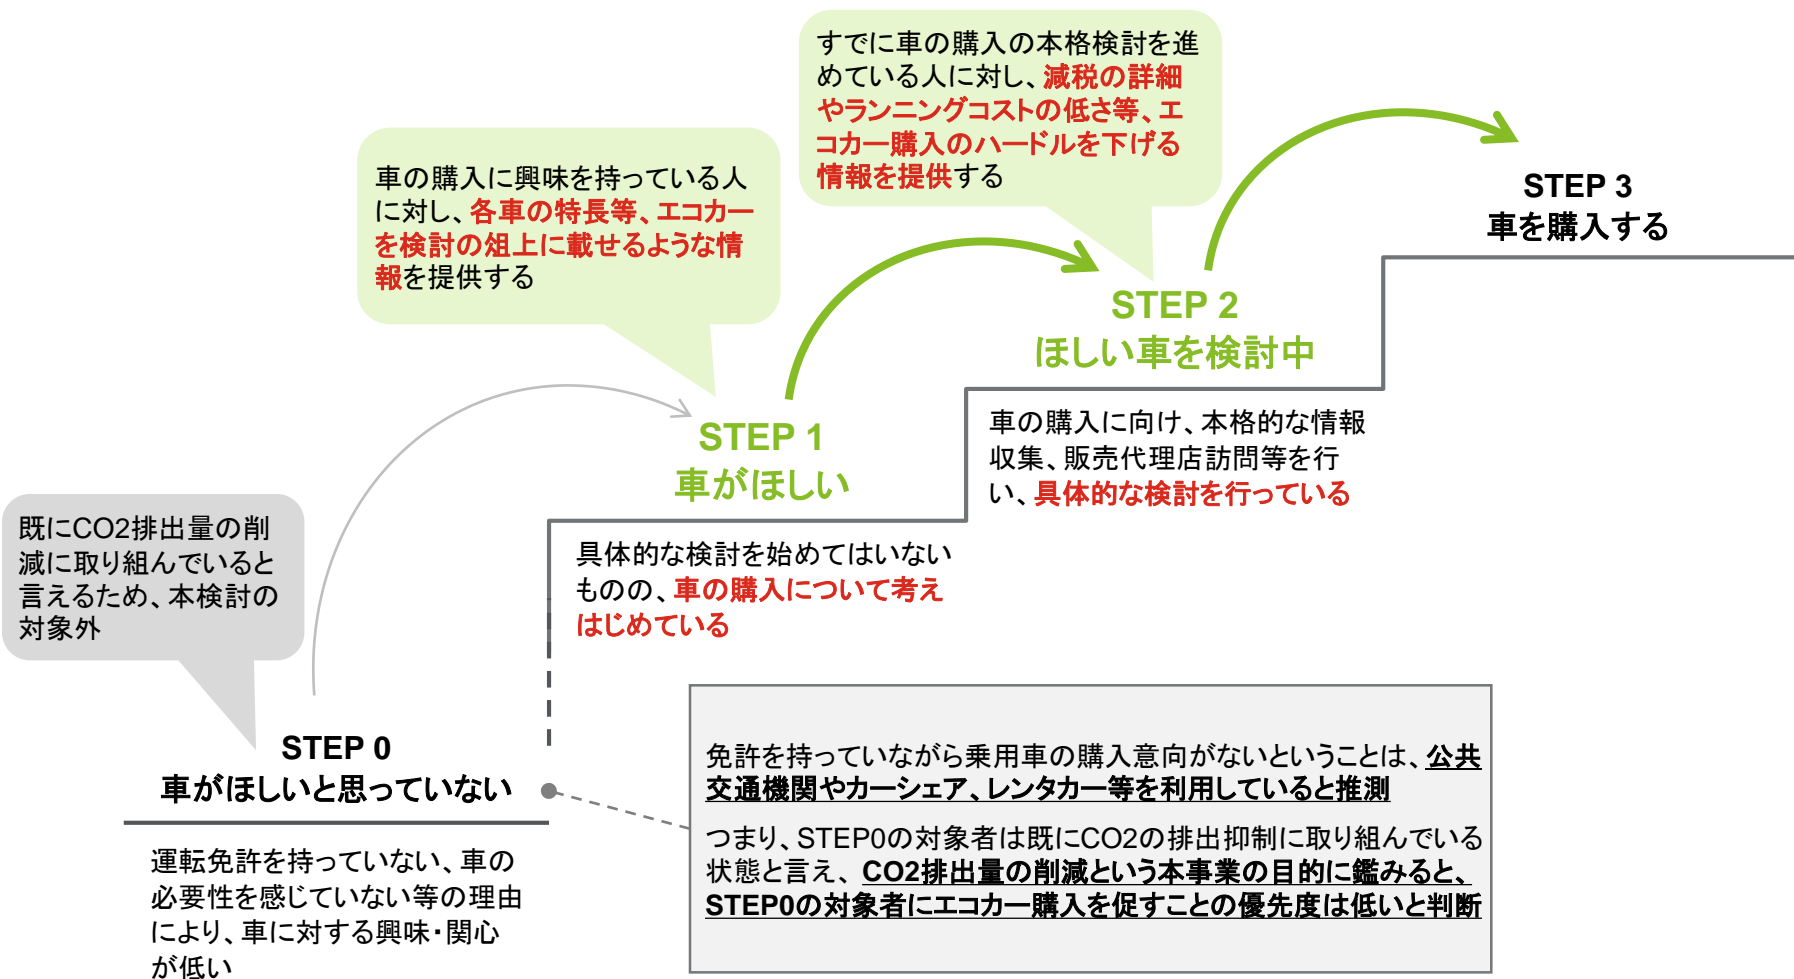 すでに車の購入の本格検討を進
めている人に対し、減税の詳細
やランニングコストの低さ等、エ
コカー購入のハードルを下げる
情報を提供する
車の購入に興味を持っている人
に対し、各車の特長等、エコカー
を検討の俎上に載せるような情
報を提供する
STEP 3
車を購入する
STEP 2
ほしい車を検討中
車の購入に向け、本格的な情報
収集、販売代理店訪問等を行
い、具体的な検討を行っている
STEP 1
車がほしい
具体的な検討を始めてはいない
ものの、車の購入について考え
はじめている
既にCO2排出量の削
減に取り組んでいると
言えるため、本検討の
対象外
STEP 0
車がほしいと思っていない
運転免許を持っていない、車の
必要性を感じていない等の理由
により、車に対する興味・関心
が低い
免許を持っていながら乗用車の購入意向がないということは、公共
交通機関やカーシェア、レンタカー等を利用していると推測
つまり、STEP0の対象者は既にCO2の排出抑制に取り組んでいる
状態と言え、CO2排出量の削減という本事業の目的に鑑みると、
STEP0の対象者にエコカー購入を促すことの優先度は低いと判断